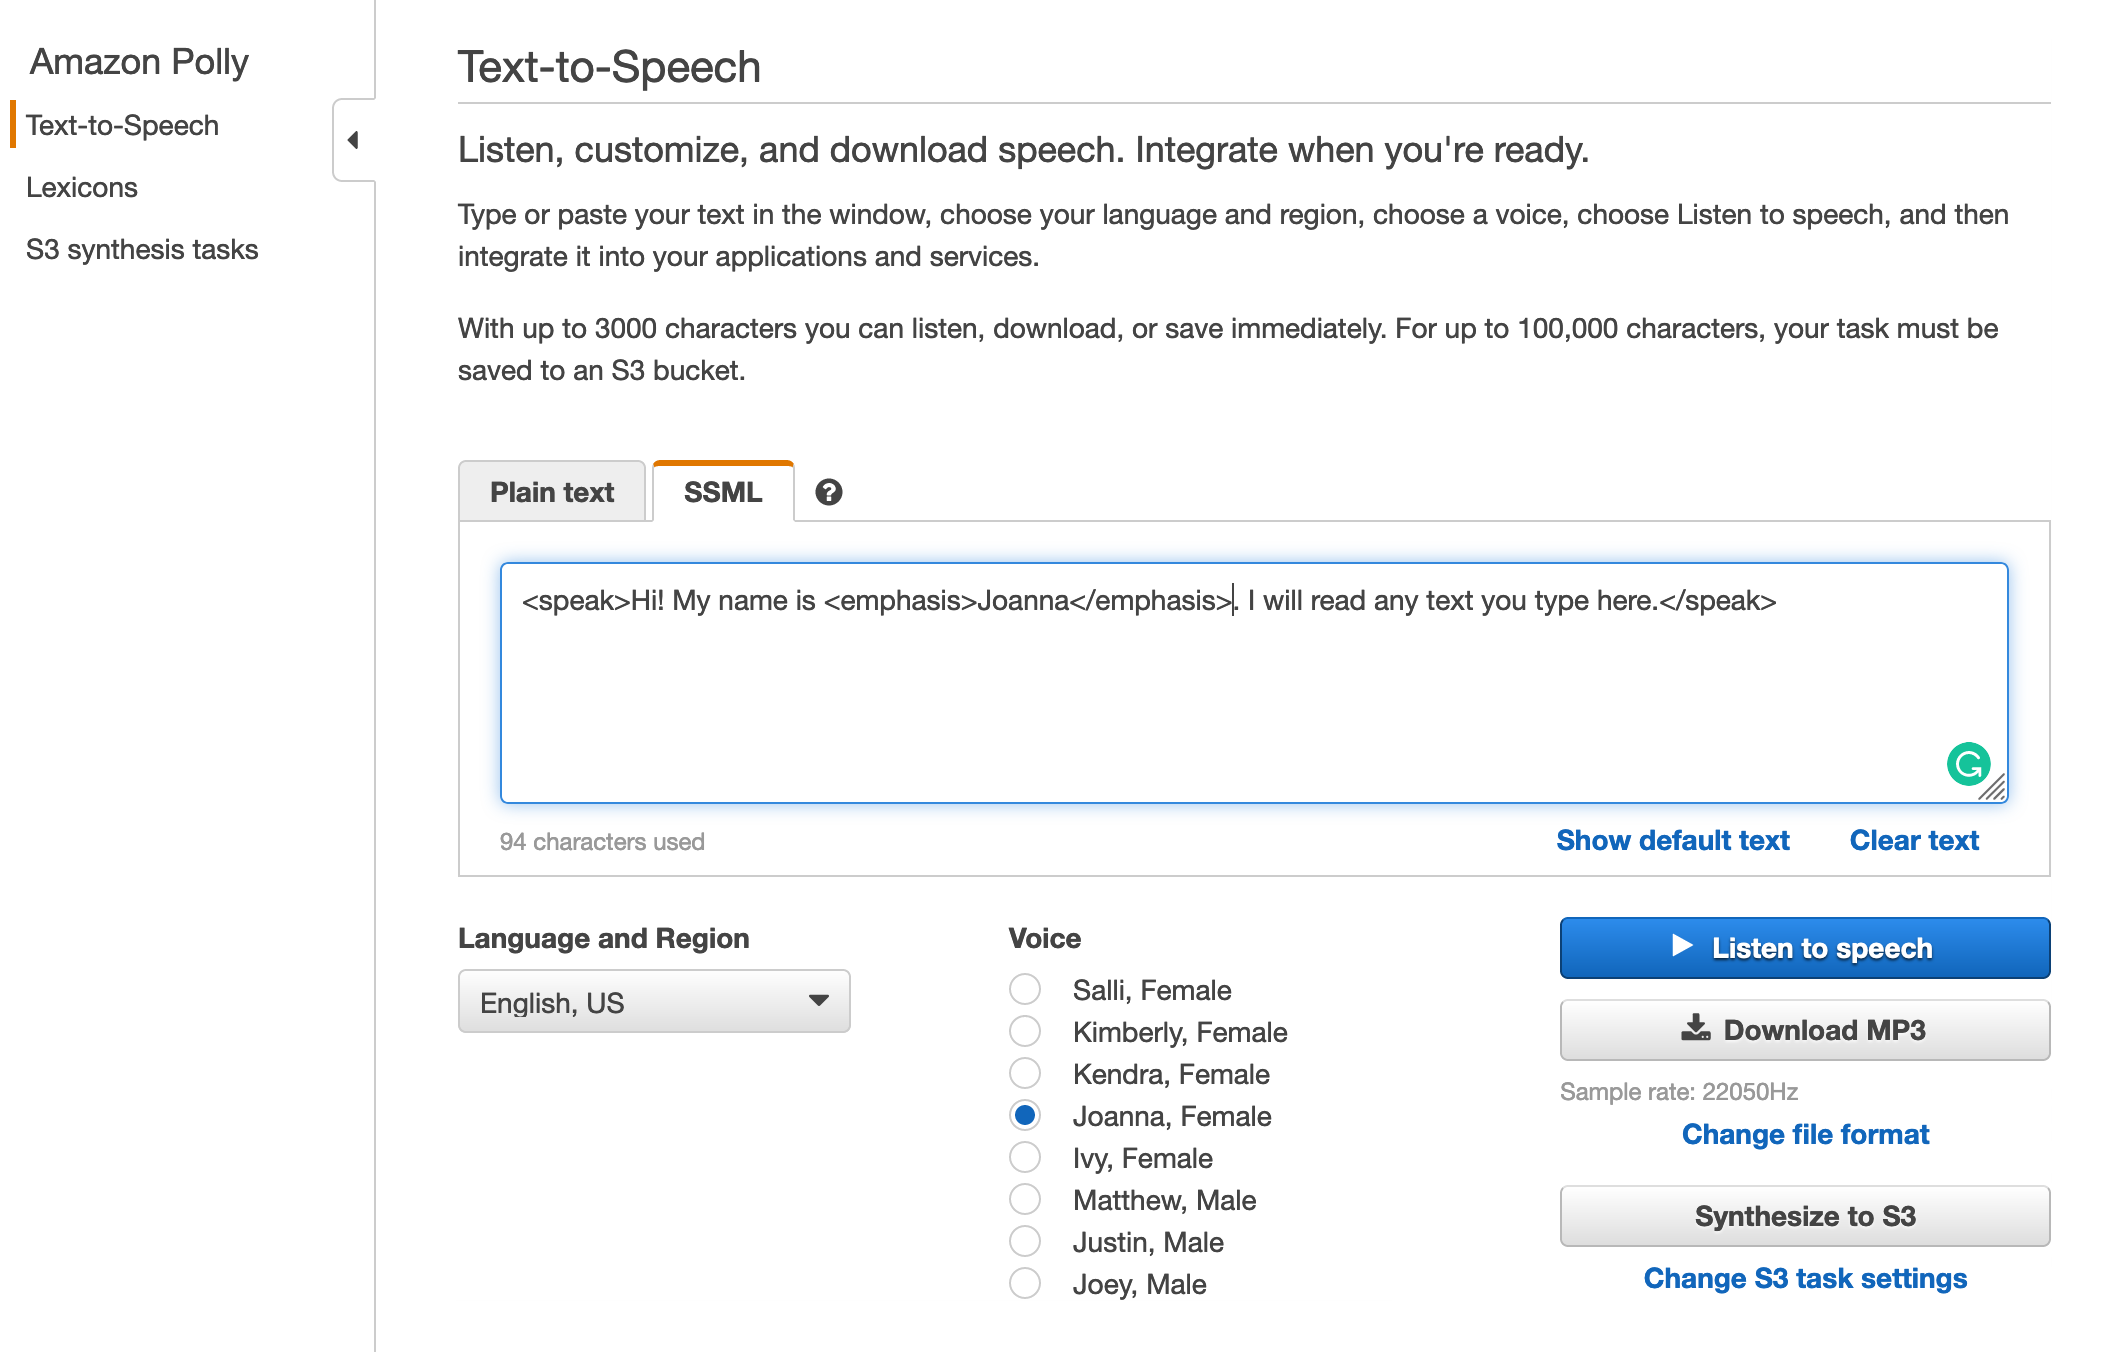 Amazon Polly
Text-to-Speech
Lexicons
S3 synthesis tasks
Text-to-Speech
Listen, customize, and download speech. Integrate when you're ready.
Type or paste your text in the window, choose your language and region, choose a voice, choose Listen to speech, and then
integrate it into your applications and services.
With up to 3000 characters you can listen, download, or save immediately. For up to 100,000 characters, your task must be
saved to an S3 bucket.
Plain text
SSML
?
<speak>Hi! My name is <emphasis>Joanna</emphasis>. I will read any text you type here.</speak>
94 characters used
Show default text
Clear text
Language and Region
English, US
Voice
Salli, Female
Kimberly, Female
Kendra, Female
Joanna, Female
Ivy, Female
Matthew, Male
Justin, Male
Joey, Male
Listen to speech
Download MP3
Sample rate: 22050Hz
Change file format
Synthesize to S3
Change S3 task settings